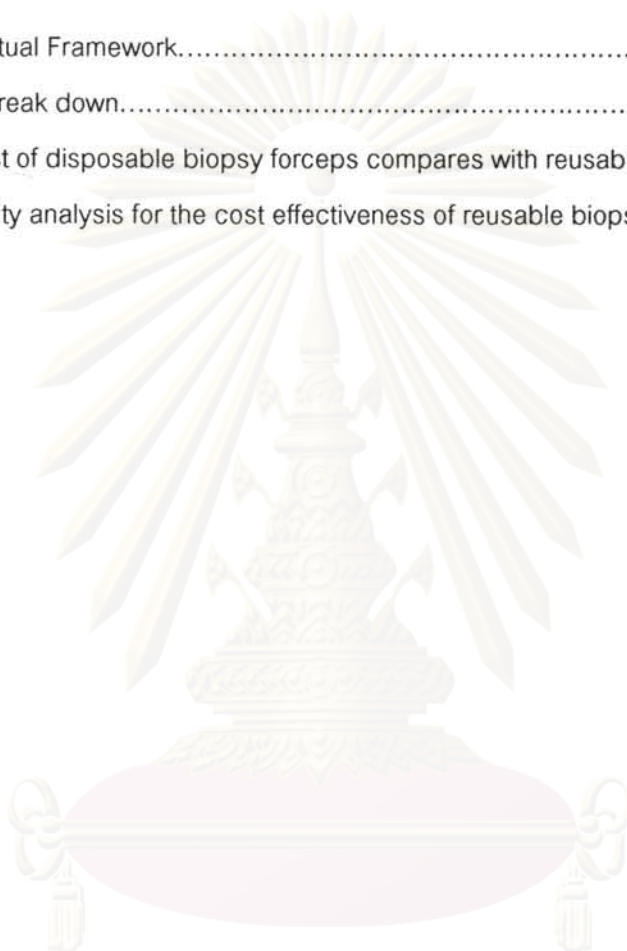 tual Framework……………………………………………
reak down……………………………………………………
st of disposable biopsy forceps compares with reusab
ty analysis for the cost effectiveness of reusable biops